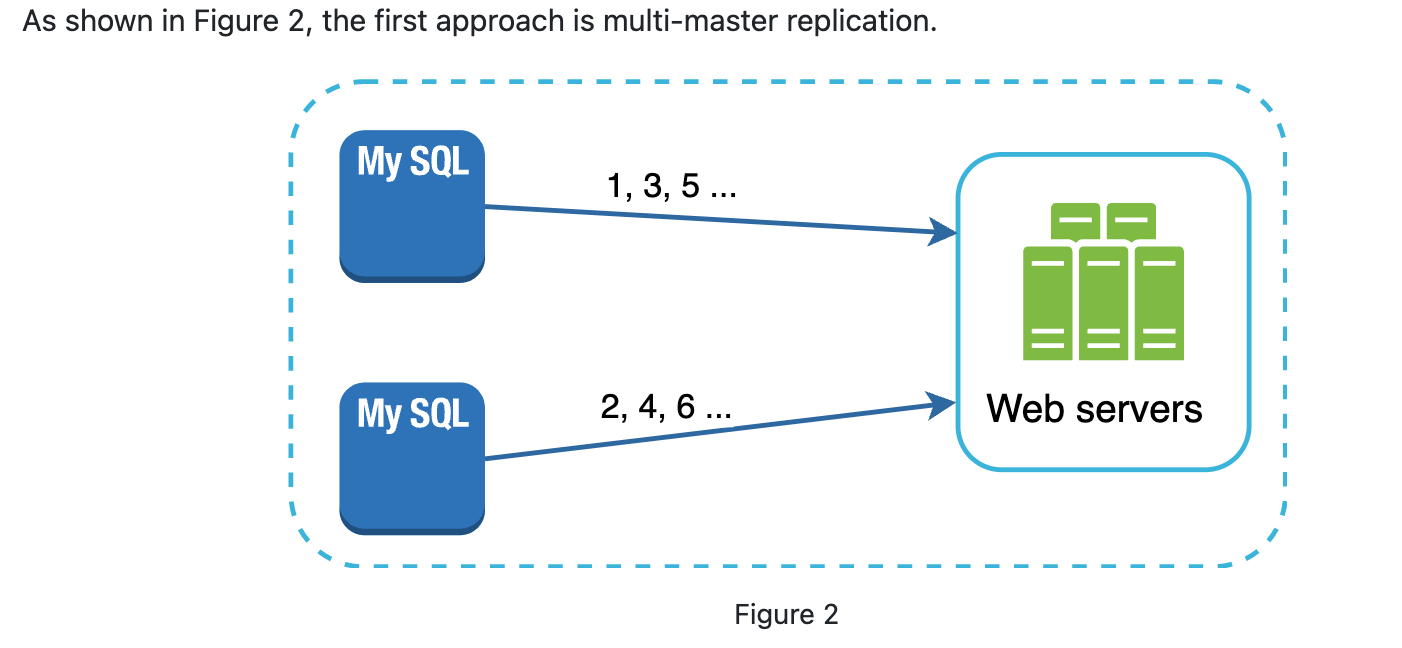 As shown in Figure 2, the first approach is multi-master replication.
My SQL
1, 3, 5 ...
My SQL
2, 4, 6 ...
Web servers
Figure 2